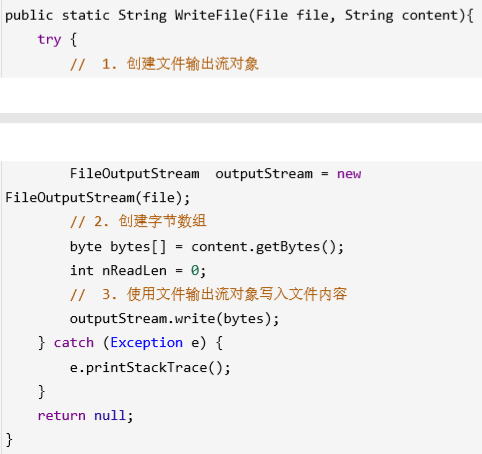 public static String WriteFile(File file, String content){
    try {
        //  1. 创建文件输出流对象
        FileOutputStream  outputStream = new
FileOutputStream(file);
        // 2. 创建字节数组
        byte bytes[] = content.getBytes();
        int nReadLen = 0;
        //  3. 使用文件输出流对象写入文件内容
        outputStream.write(bytes);
    } catch (Exception e) {
        e.printStackTrace();
    }
    return null;
}